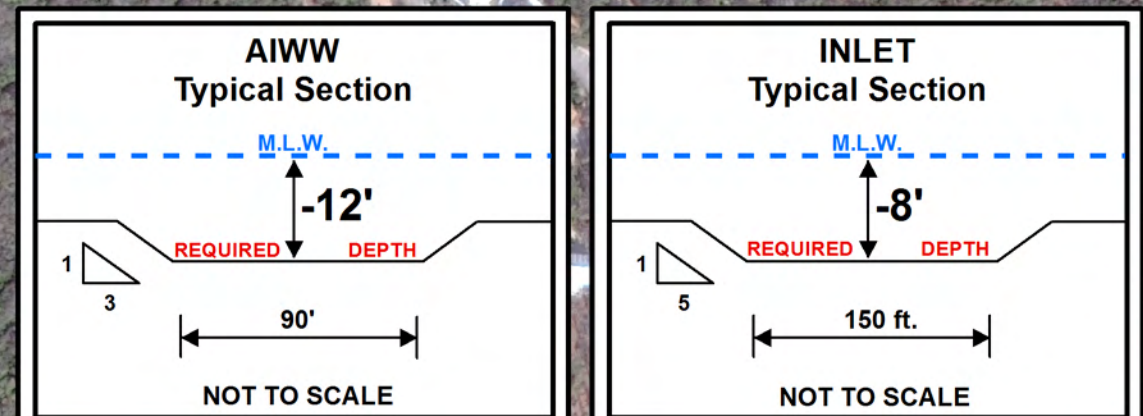 AIWW
Typical Section
M.L.W.
-12'
REQUIRED DEPTH
1
3
90'
NOT TO SCALE
INLET
Typical Section
M.L.W.
-8'
REQUIRED DEPTH
1
5
150 ft.
NOT TO SCALE